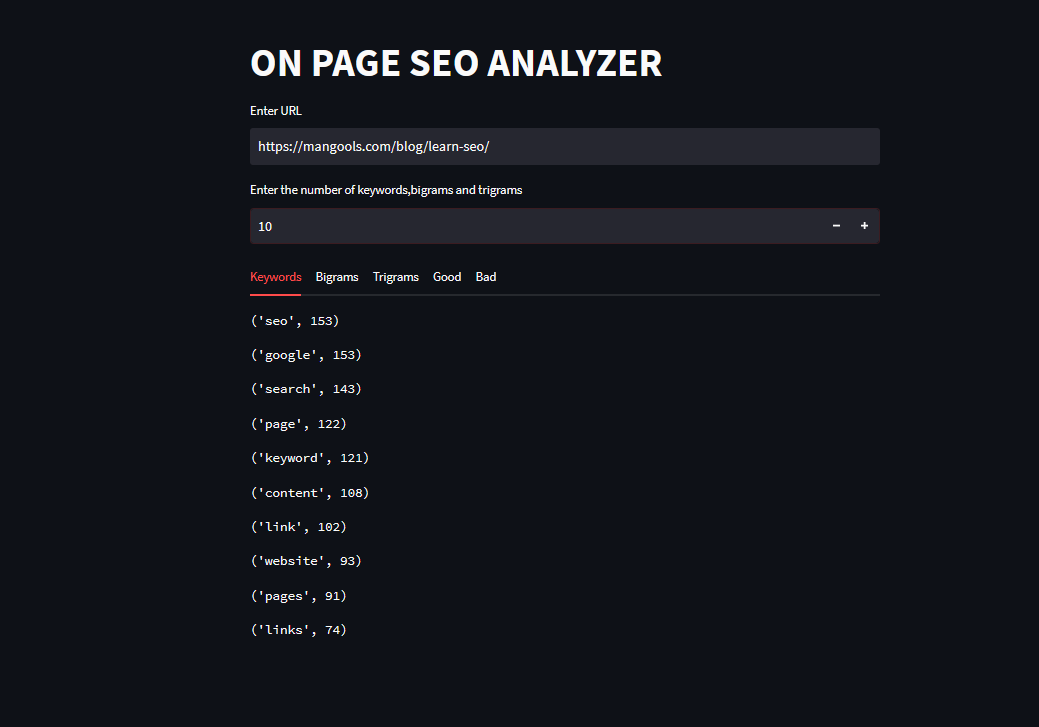 ON PAGE SEO ANALYZER
Enter URL
https://mangools.com/blog/learn-seo/
Enter the number of keywords,bigrams and trigrams
10 − +
Keywords Bigrams Trigrams Good Bad
('seo', 153)
('google', 153)
('search', 143)
('page', 122)
('keyword', 121)
('content', 108)
('link', 102)
('website', 93)
('pages', 91)
('links', 74)